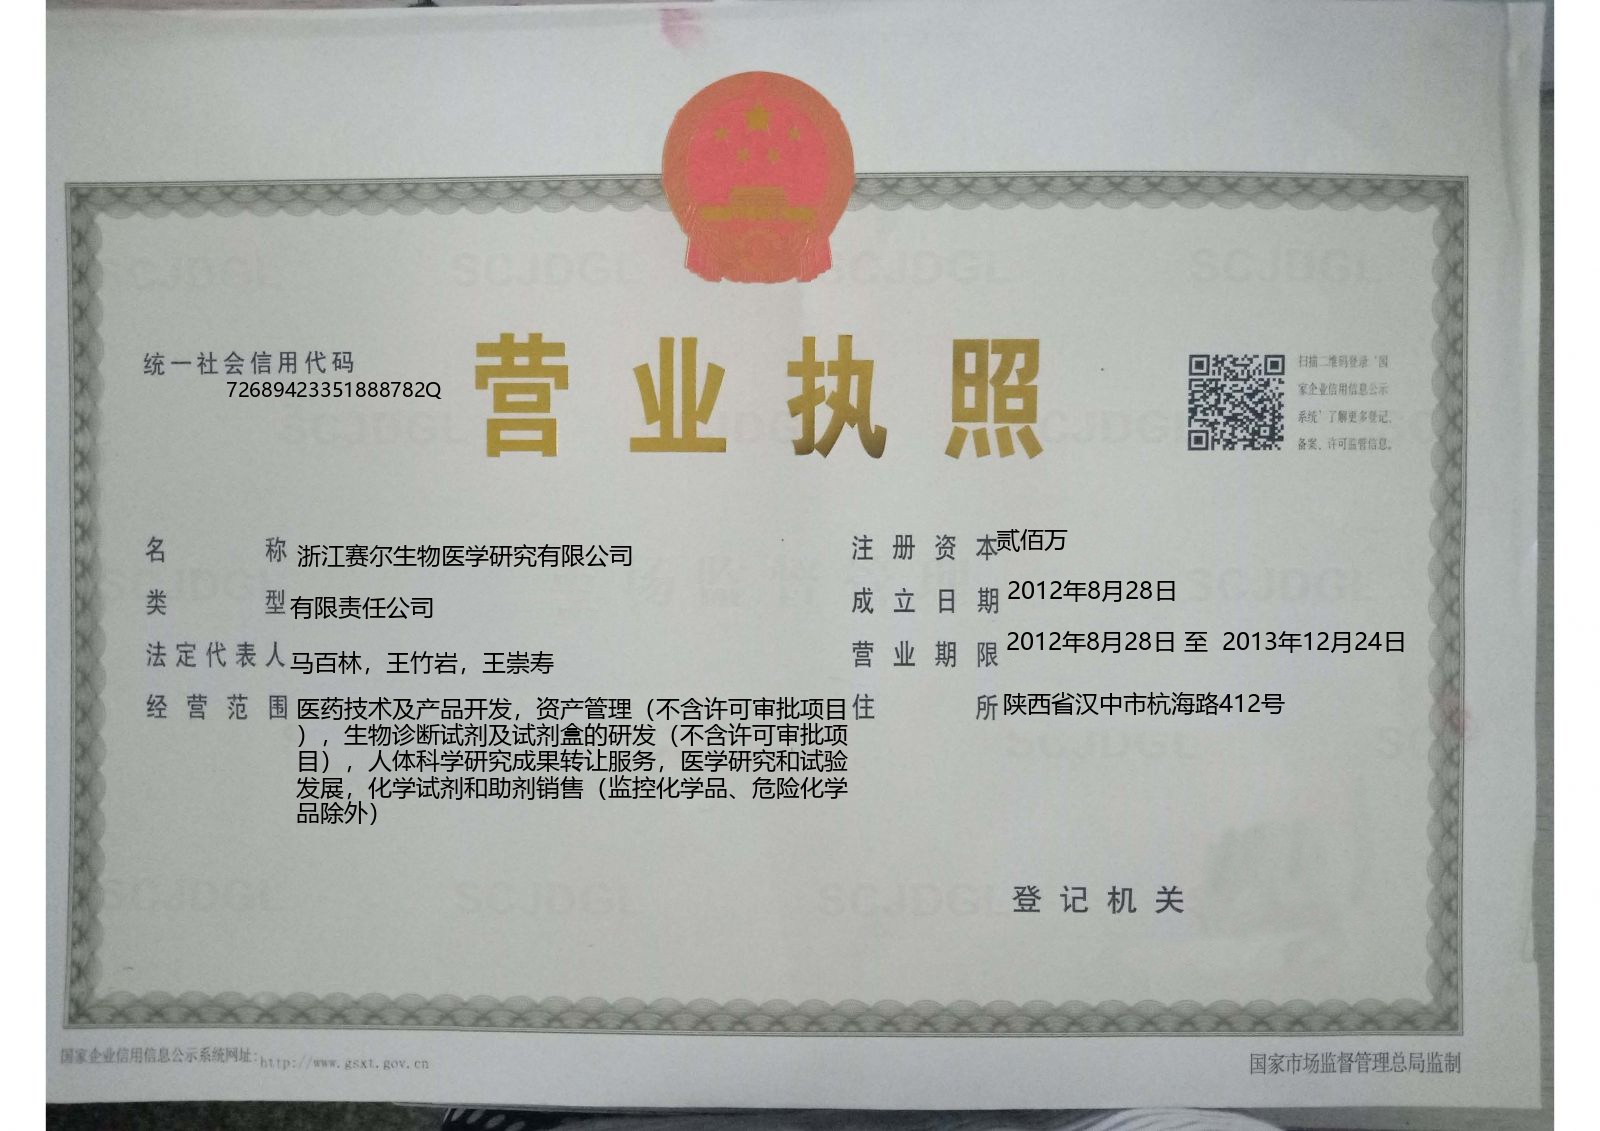 统一社会信用代码
72689423351888782Q
营业执照
扫描二维码登录‘国
家企业信用信息公示
系统’了解更多登记、
备案、许可监管信息。
名称 浙江赛尔生物医学研究有限公司
类型 有限责任公司
法定代表人 马百林，王竹岩，王崇寿
经营范围 医药技术及产品开发，资产管理（不含许可审批项目
），生物诊断试剂及试剂盒的研发（不含许可审批项
目），人体科学研究成果转让服务，医学研究和试验
发展，化学试剂和助剂销售（监控化学品、危险化学
品除外）
注册资本 贰佰万
成立日期 2012年8月28日
营业期限 2012年8月28日 至 2013年12月24日
住所 陕西省汉中市杭海路412号
登记机关
国家企业信用信息公示系统网址：http://www.gsxt.gov.cn
国家市场监督管理总局监制